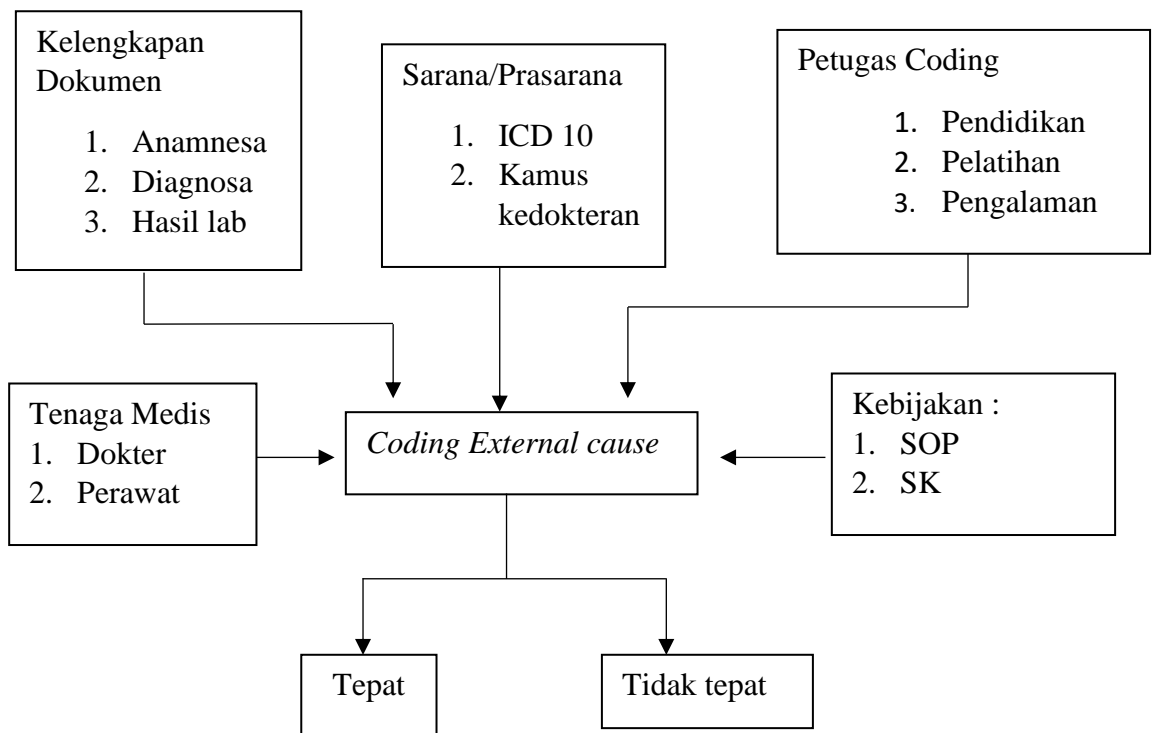 Kelengkapan
Dokumen
1. Anamnesa
2. Diagnosa
3. Hasil lab
Sarana/Prasarana
1. ICD 10
2. Kamus
kedokteran
Petugas Coding
1. Pendidikan
2. Pelatihan
3. Pengalaman
Tenaga Medis
1. Dokter
2. Perawat
Coding External cause
Kebijakan :
1. SOP
2. SK
Tepat
Tidak tepat